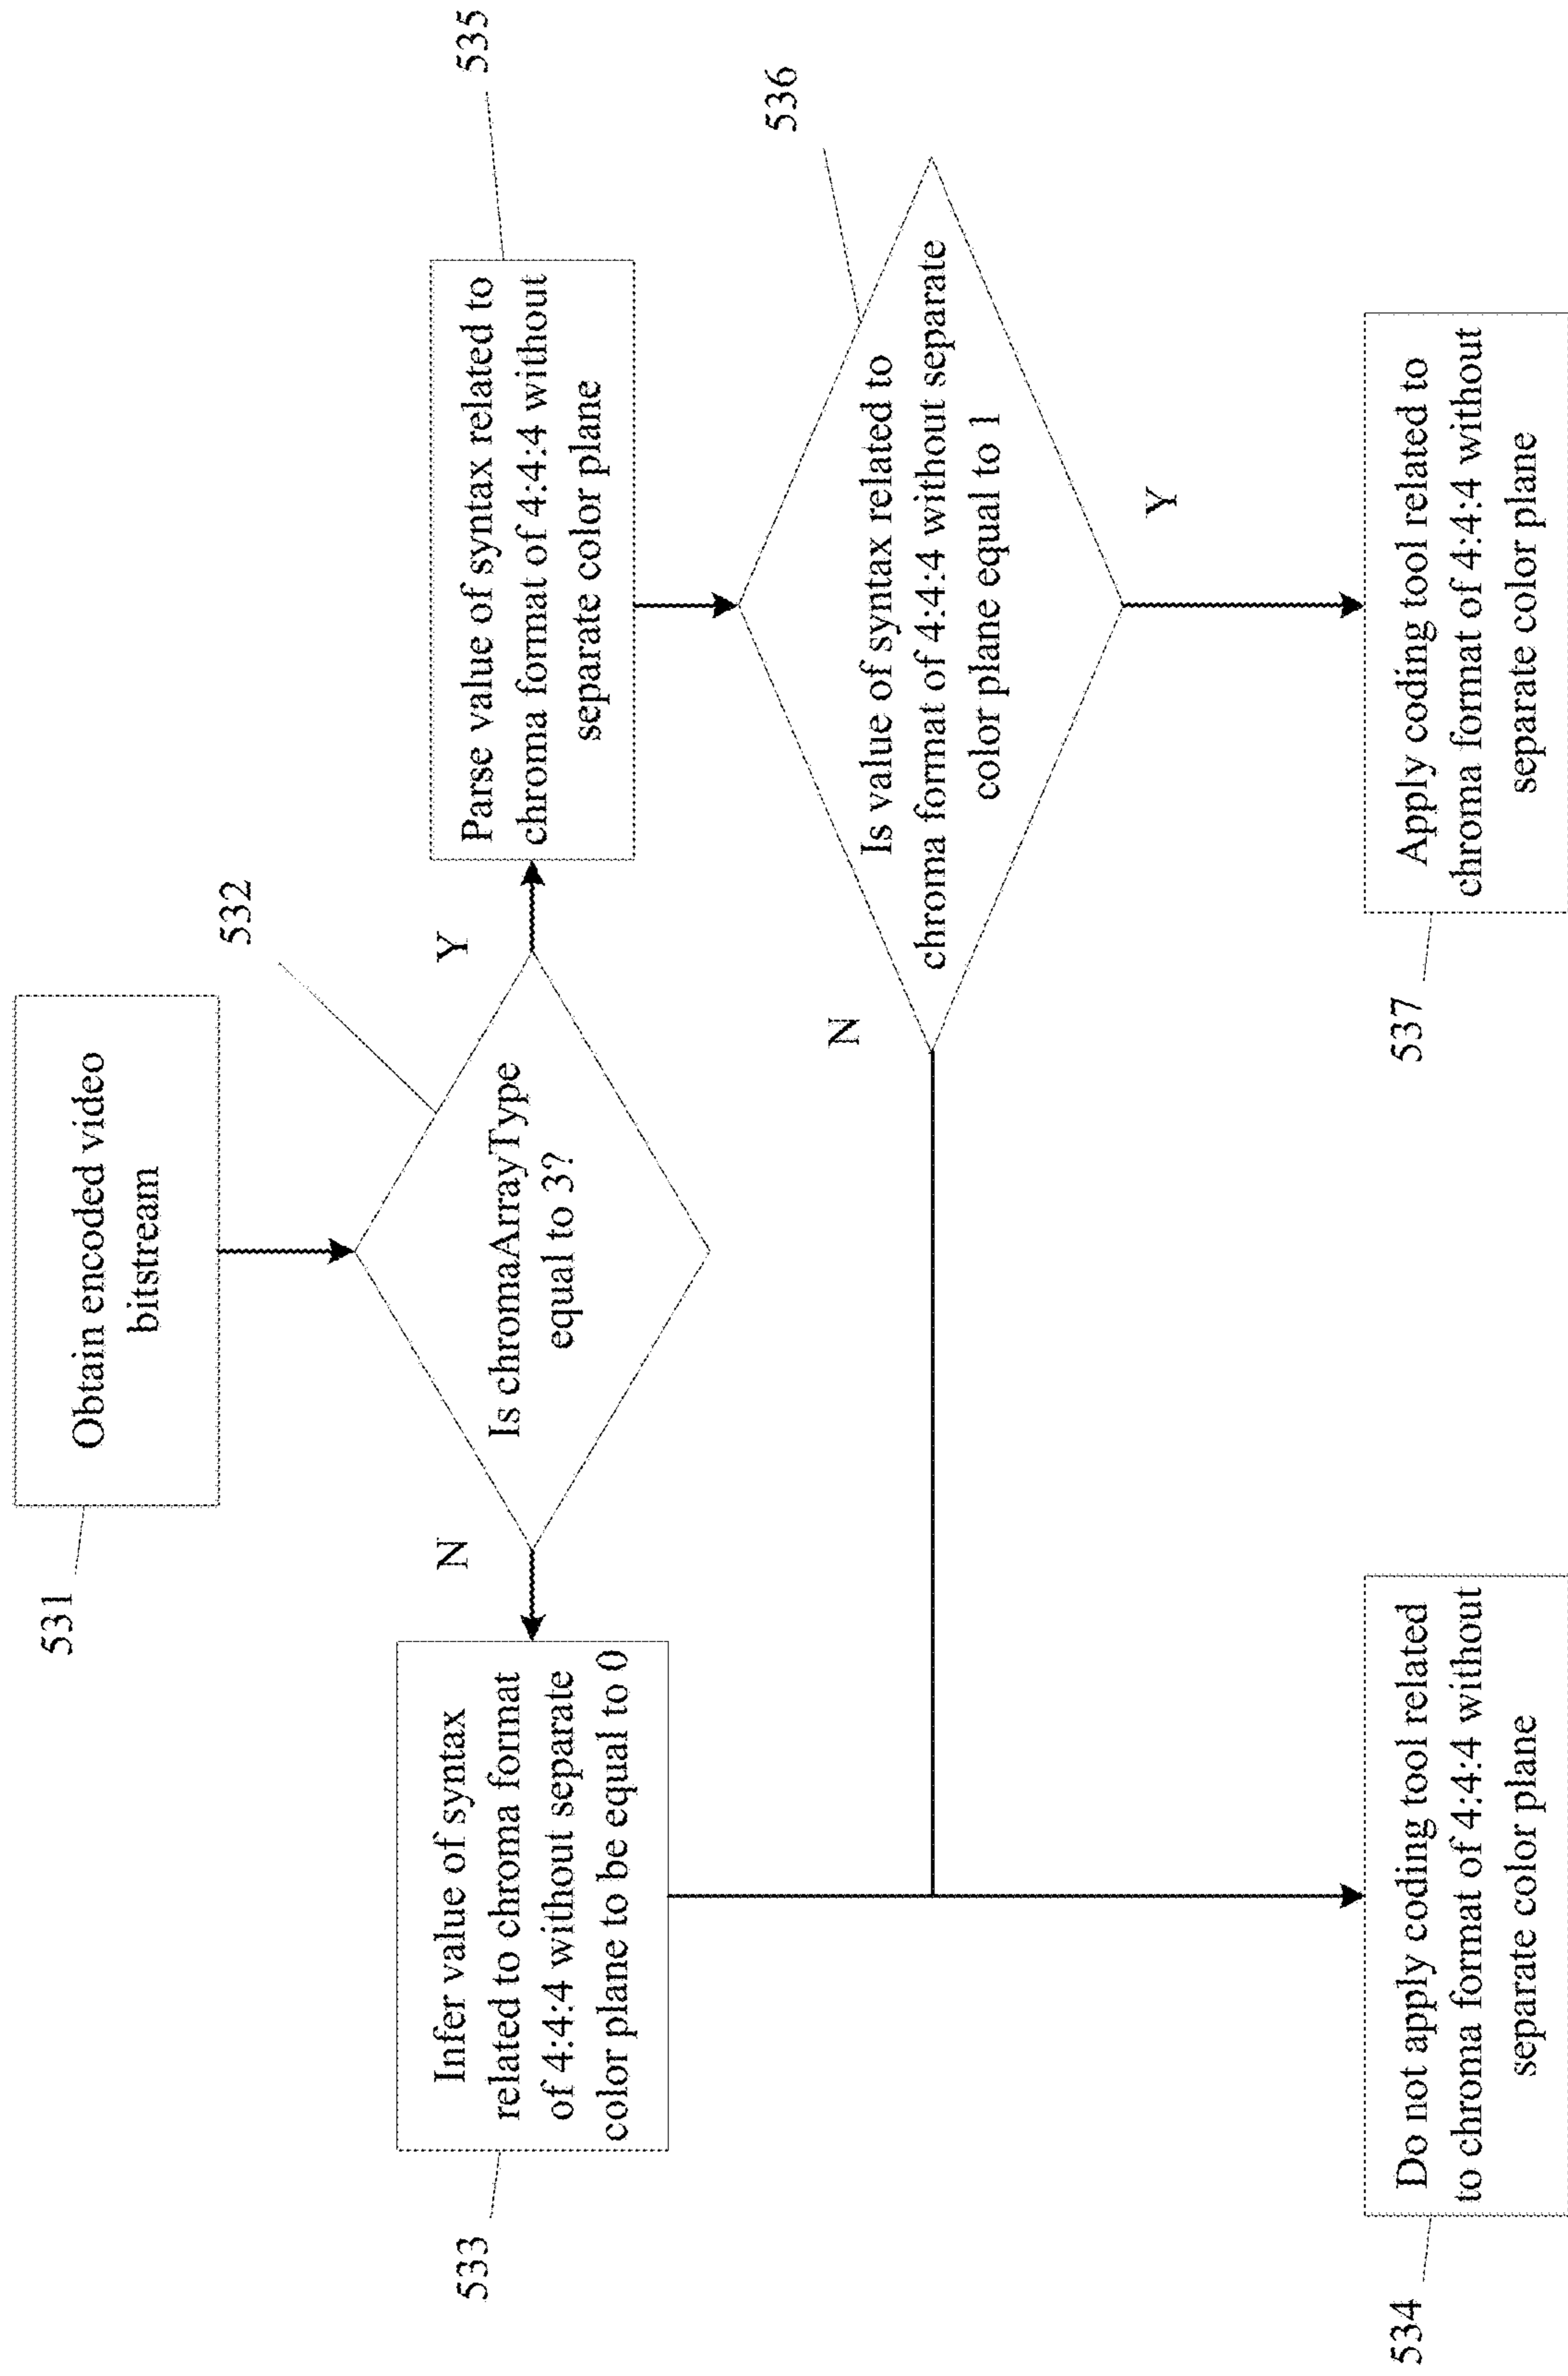 531
Obtain encoded video
bitstream
532
Is chromaArrayType
equal to 3?
N
Y
533
Infer value of syntax
related to chroma format
of 4:4:4 without separate
color plane to be equal to 0
535
Parse value of syntax related to
chroma format of 4:4:4 without
separate color plane
536
Is value of syntax related to
chroma format of 4:4:4 without separate
color plane equal to 1
N
Y
534
Do not apply coding tool related
to chroma format of 4:4:4 without
separate color plane
537
Apply coding tool related to
chroma format of 4:4:4 without
separate color plane